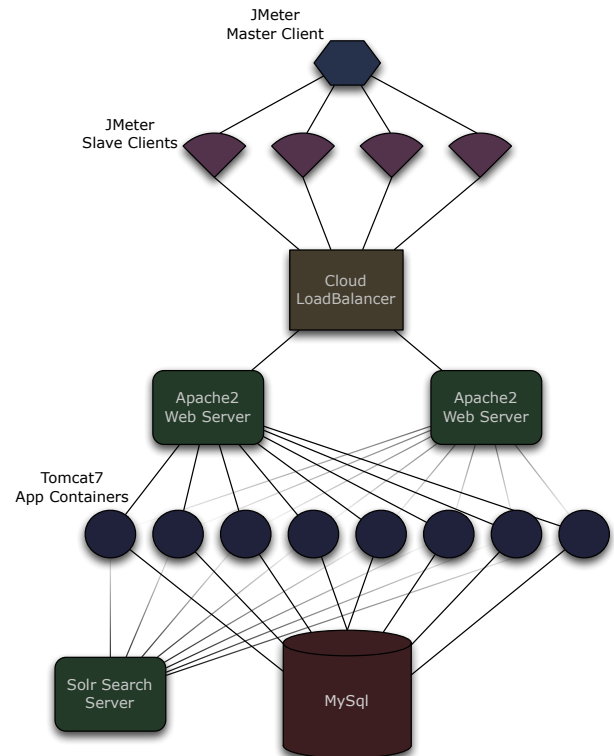 JMeter
Master Client
JMeter
Slave Clients
Cloud
LoadBalancer
Apache2
Web Server
Apache2
Web Server
Tomcat7
App Containers
Solr Search
Server
MySql